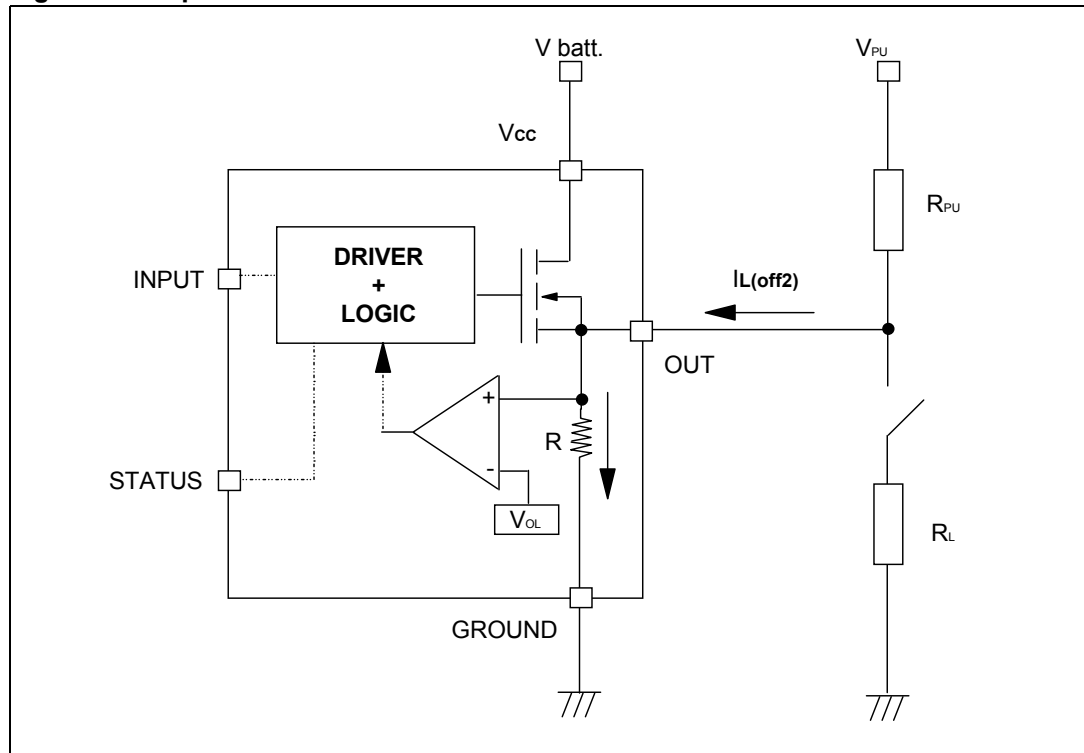 V batt.
VPU
Vcc
RPU
DRIVER
+
LOGIC
INPUT
IL(off2)
OUT
+
R
-
STATUS
VOL
RL
GROUND